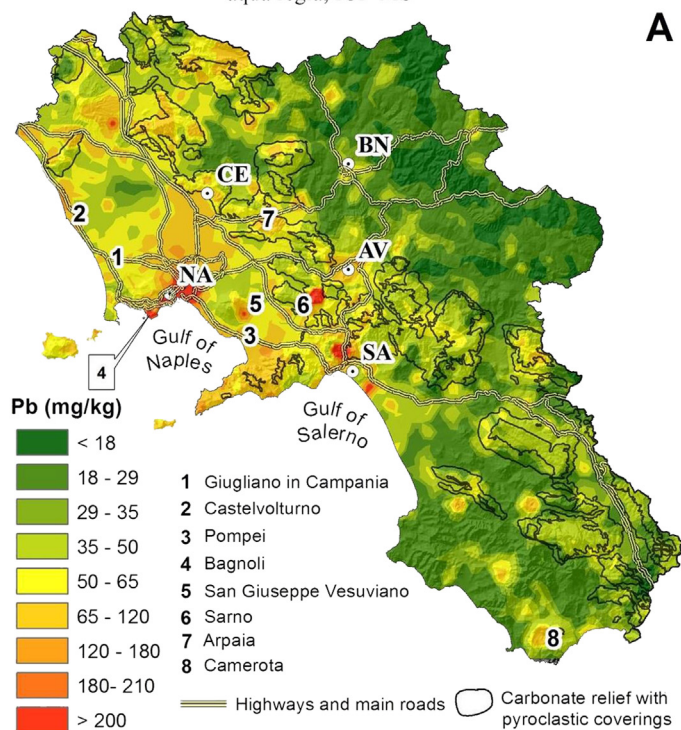 A
BN
CE
2
7
1
AV
NA
5
6
3
SA
4
Gulf of
Naples
Gulf of
Salerno
8
Pb (mg/kg)
< 18
18 - 29
29 - 35
35 - 50
50 - 65
65 - 120
120 - 180
180- 210
> 200
1 Giugliano in Campania
2 Castelvolturno
3 Pompei
4 Bagnoli
5 San Giuseppe Vesuviano
6 Sarno
7 Arpaia
8 Camerota
Highways and main roads
Carbonate relief with
pyroclastic coverings